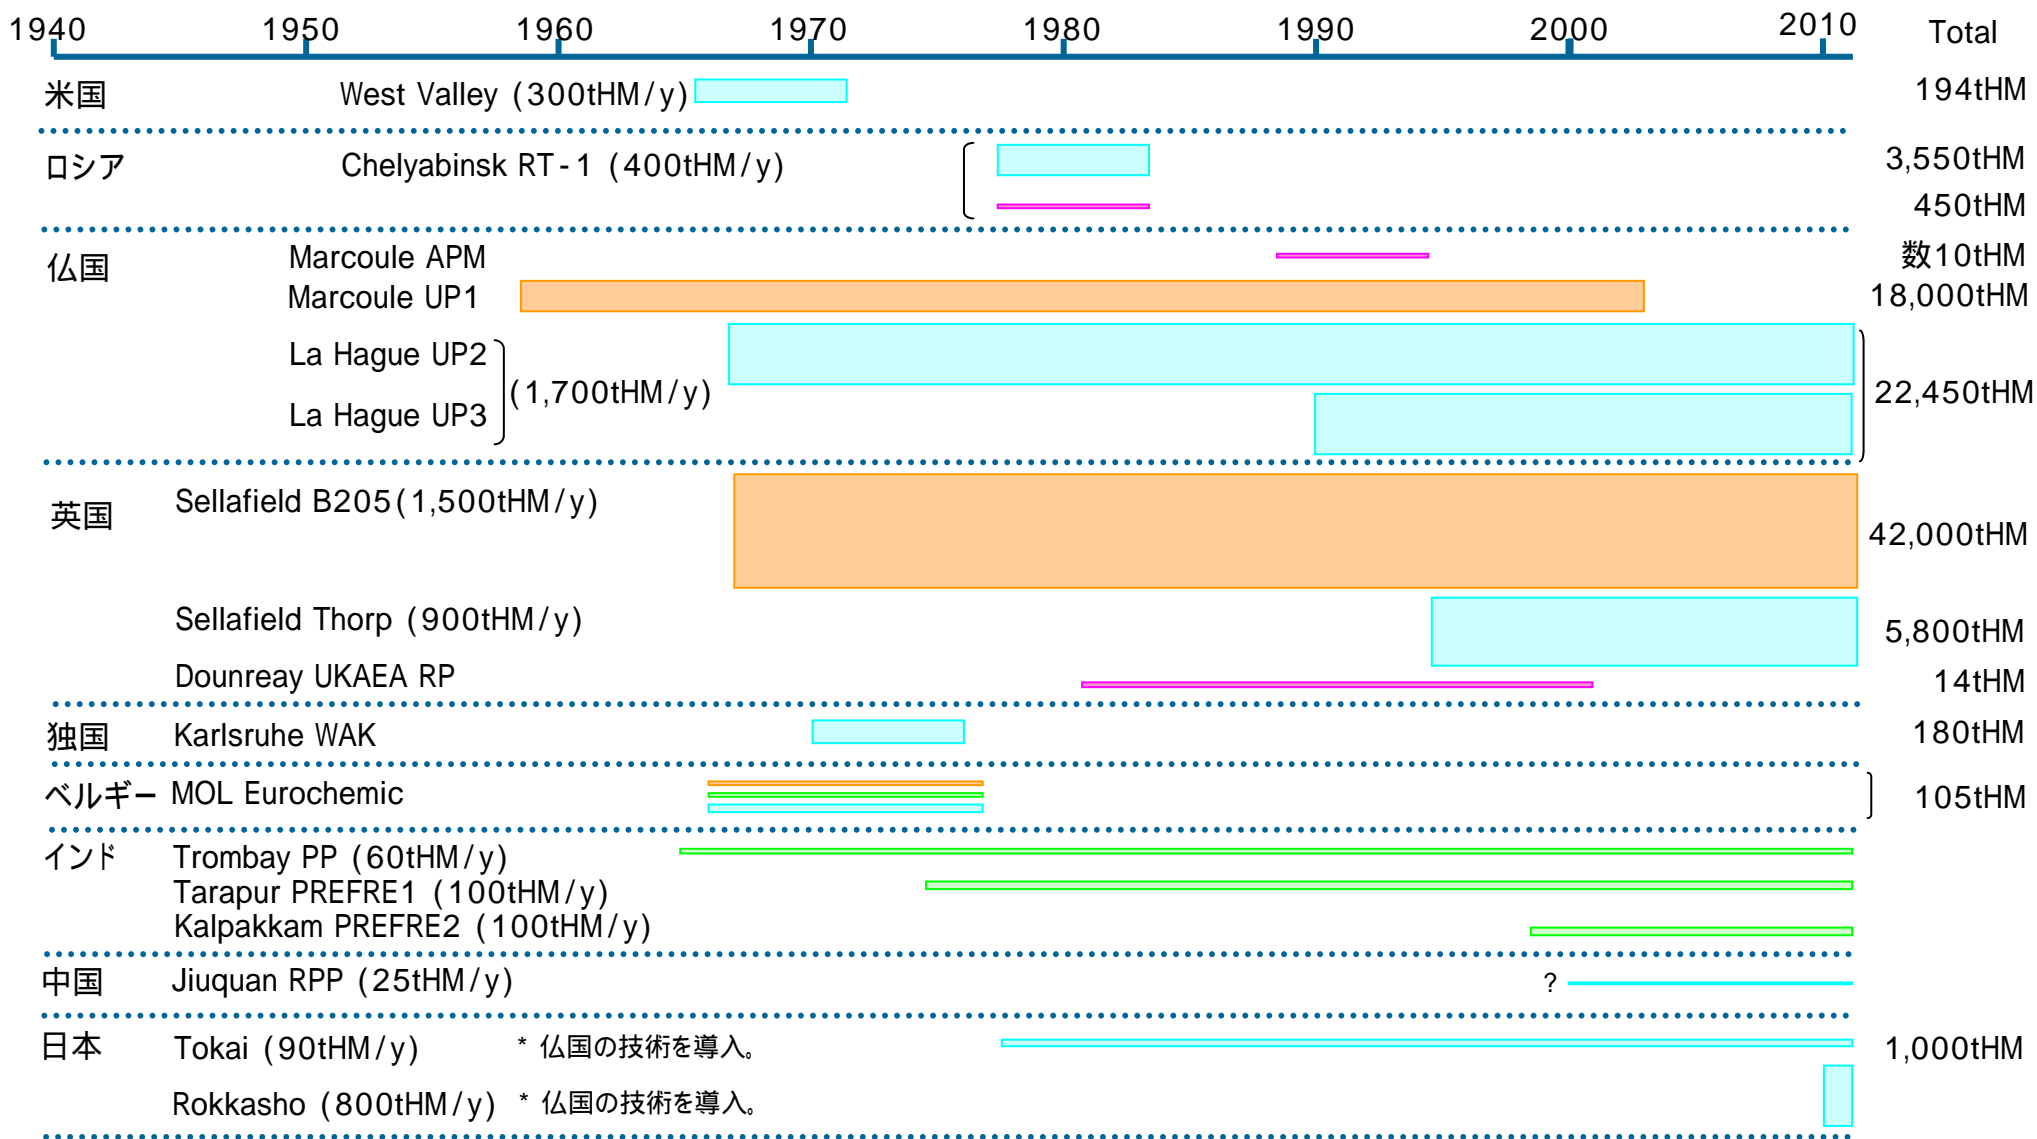 1940 1950 1960 1970 1980 1990 2000 2010 Total
米国 West Valley (300tHM/y) 194tHM
ロシア Chelyabinsk RT-1 (400tHM/y) 3,550tHM
450tHM
仏国 Marcoule APM 数10tHM
Marcoule UP1 18,000tHM
La Hague UP2
(1,700tHM/y) 22,450tHM
La Hague UP3
英国 Sellafield B205(1,500tHM/y)
42,000tHM
Sellafield Thorp (900tHM/y) 5,800tHM
Dounreay UKAEA RP 14tHM
独国 Karlsruhe WAK 180tHM
ベルギー MOL Eurochemic 105tHM
インド Trombay PP (60tHM/y)
Tarapur PREFRE1 (100tHM/y)
Kalpakkam PREFRE2 (100tHM/y)
中国 Jiuquan RPP (25tHM/y) ?
日本 Tokai (90tHM/y) * 仏国の技術を導入。 1,000tHM
Rokkasho (800tHM/y) * 仏国の技術を導入。